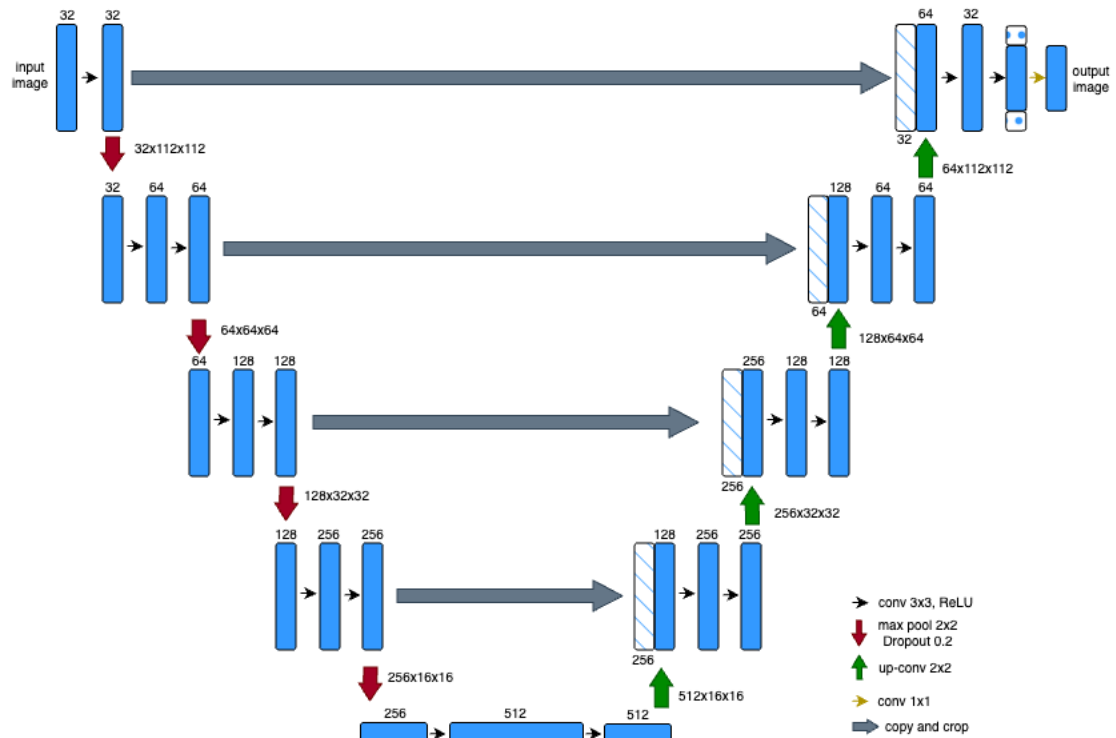 32 32
64 32
input
image
output
image
32
32x112x112
64x112x112
32 64 64
128 64 64
64
64x64x64
128x64x64
64 128 128
256 128 128
256
128x32x32
256x32x32
128 256 256
128 256 256
256
256x16x16
512x16x16
256 512 512
conv 3x3, ReLU
max pool 2x2
Dropout 0.2
up-conv 2x2
conv 1x1
copy and crop